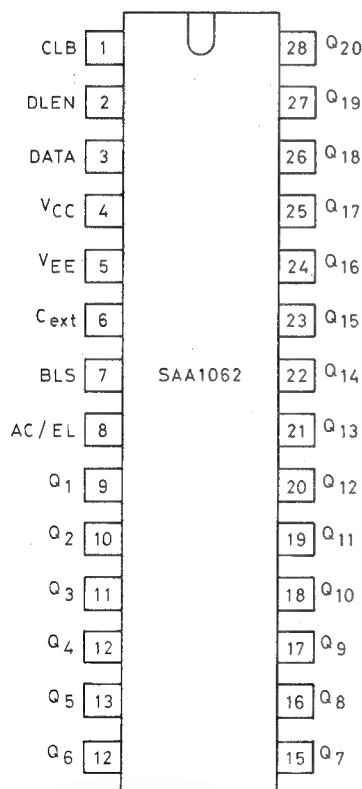 CLB 1 28 Q20
DLEN 2 27 Q19
DATA 3 26 Q18
VCC 4 25 Q17
VEE 5 24 Q16
Cext 6 23 Q15
BLS 7 SAA1062 22 Q14
AC/EL 8 21 Q13
Q1 9 20 Q12
Q2 10 19 Q11
Q3 11 18 Q10
Q4 12 17 Q9
Q5 13 16 Q8
Q6 12 15 Q7